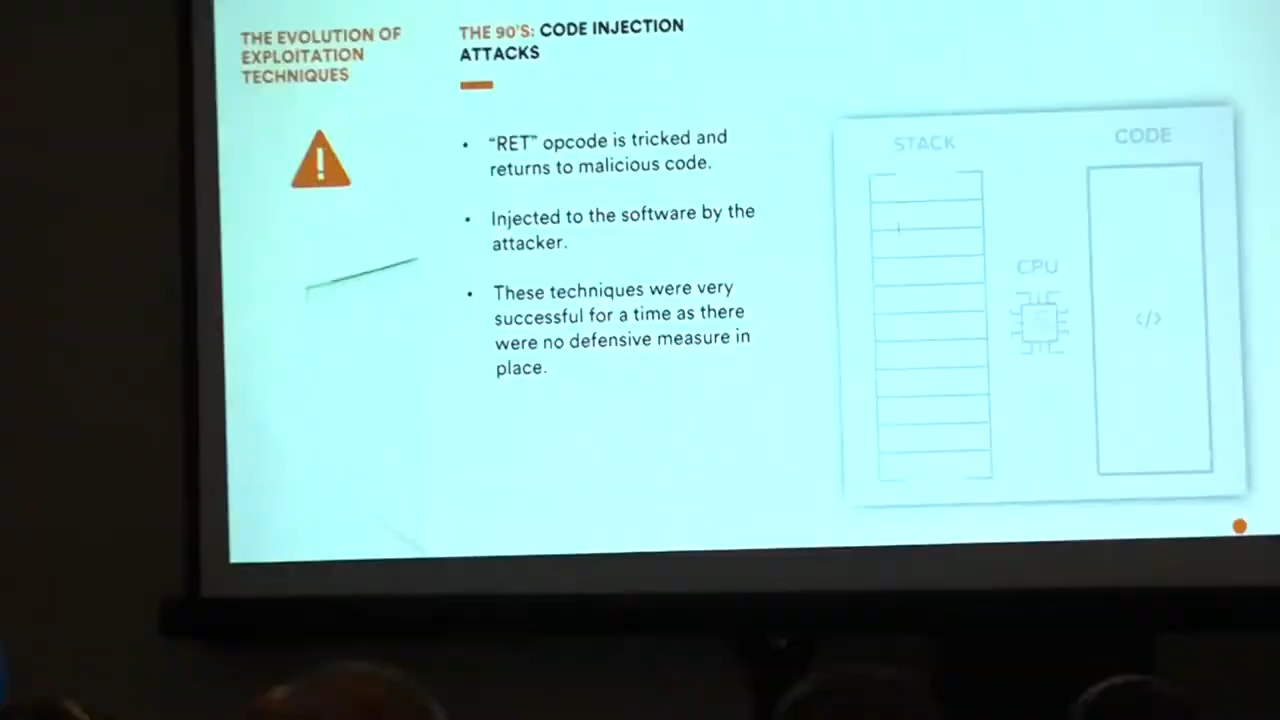 THE EVOLUTION OF
EXPLOITATION
TECHNIQUES
THE 90'S: CODE INJECTION
ATTACKS
• "RET" opcode is tricked and
returns to malicious code.
• Injected to the software by the
attacker.
• These techniques were very
successful for a time as there
were no defensive measure in
place.
STACK
CODE
CPU
</>